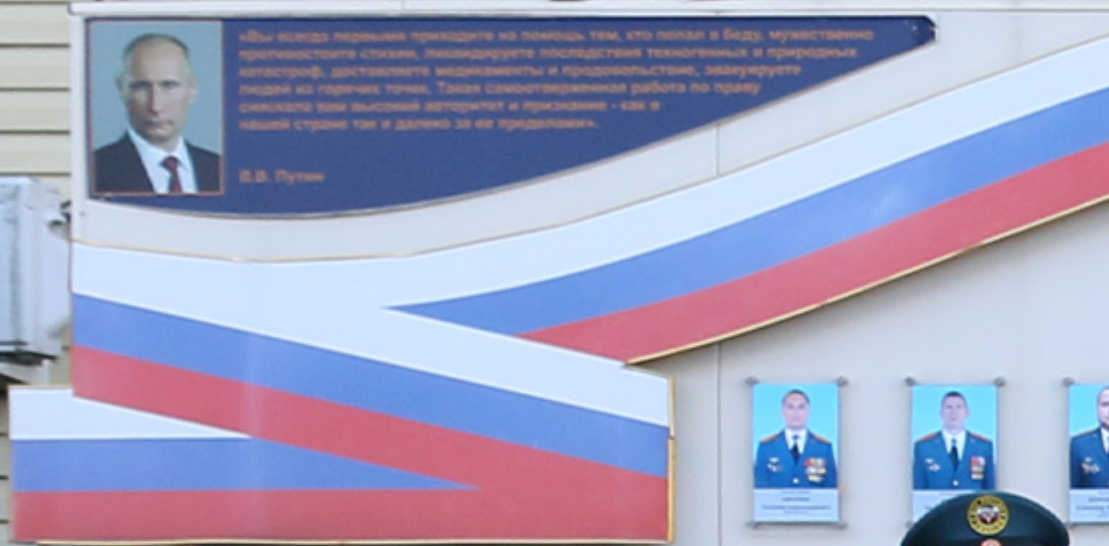 «Вы всегда первыми приходите на помощь тем, кто попал в беду, мужественно
противостоите стихии, ликвидируете последствия техногенных и природных
катастроф, доставляете медикаменты и продовольствие, эвакуируете
людей из горячих точек. Такая самоотверженная работа по праву
снискала вам высокий авторитет и признание - как в
нашей стране так и далеко за ее пределами».
В.В. Путин